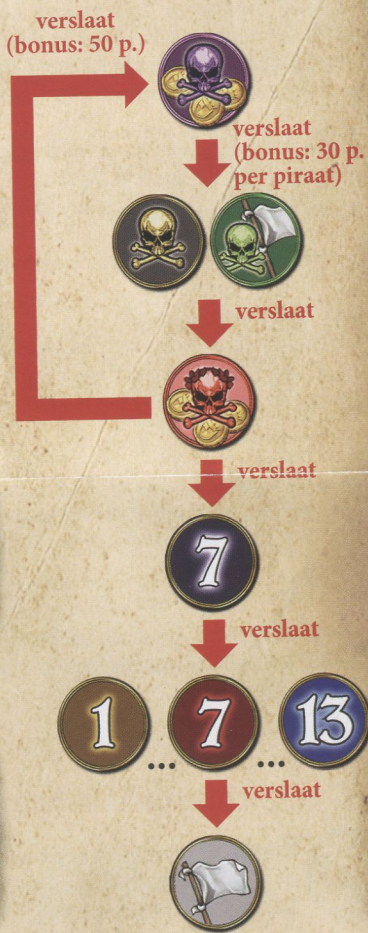 verslaat
(bonus: 50 p.)
verslaat
(bonus: 30 p.
per piraat)
verslaat
verslaat
7
verslaat
1 ... 7 ... 13
verslaat